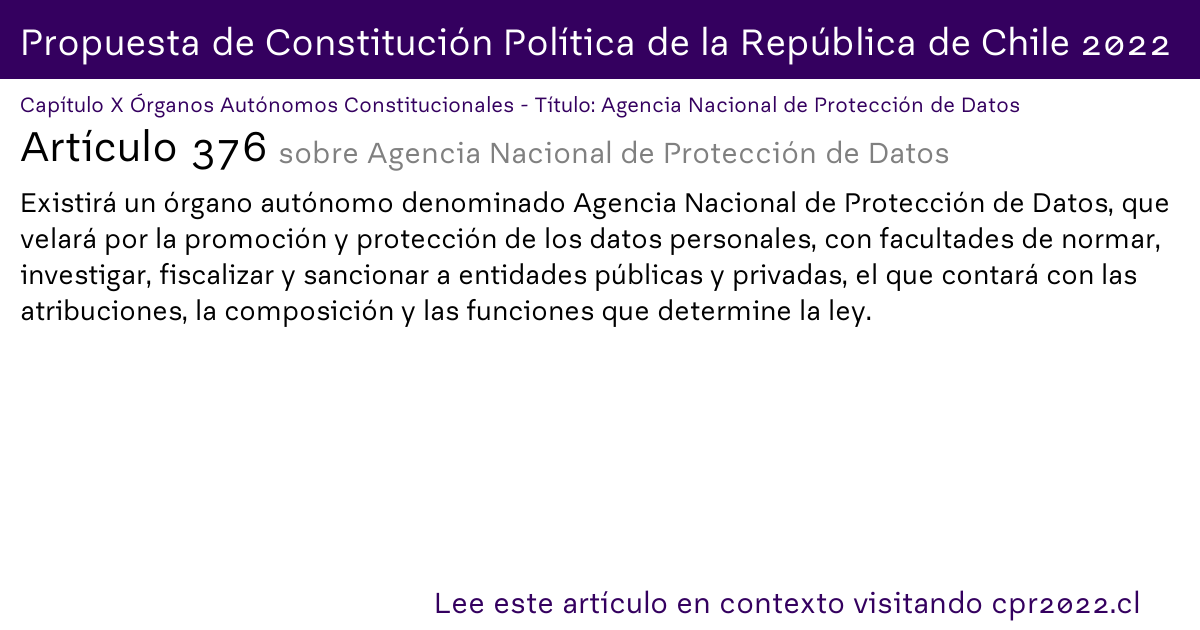 Propuesta de Constitución Política de la República de Chile 2022
Capítulo X Órganos Autónomos Constitucionales - Título: Agencia Nacional de Protección de Datos
Artículo 376 sobre Agencia Nacional de Protección de Datos
Existirá un órgano autónomo denominado Agencia Nacional de Protección de Datos, que
velará por la promoción y protección de los datos personales, con facultades de normar,
investigar, fiscalizar y sancionar a entidades públicas y privadas, el que contará con las
atribuciones, la composición y las funciones que determine la ley.
Lee este artículo en contexto visitando cpr2022.cl